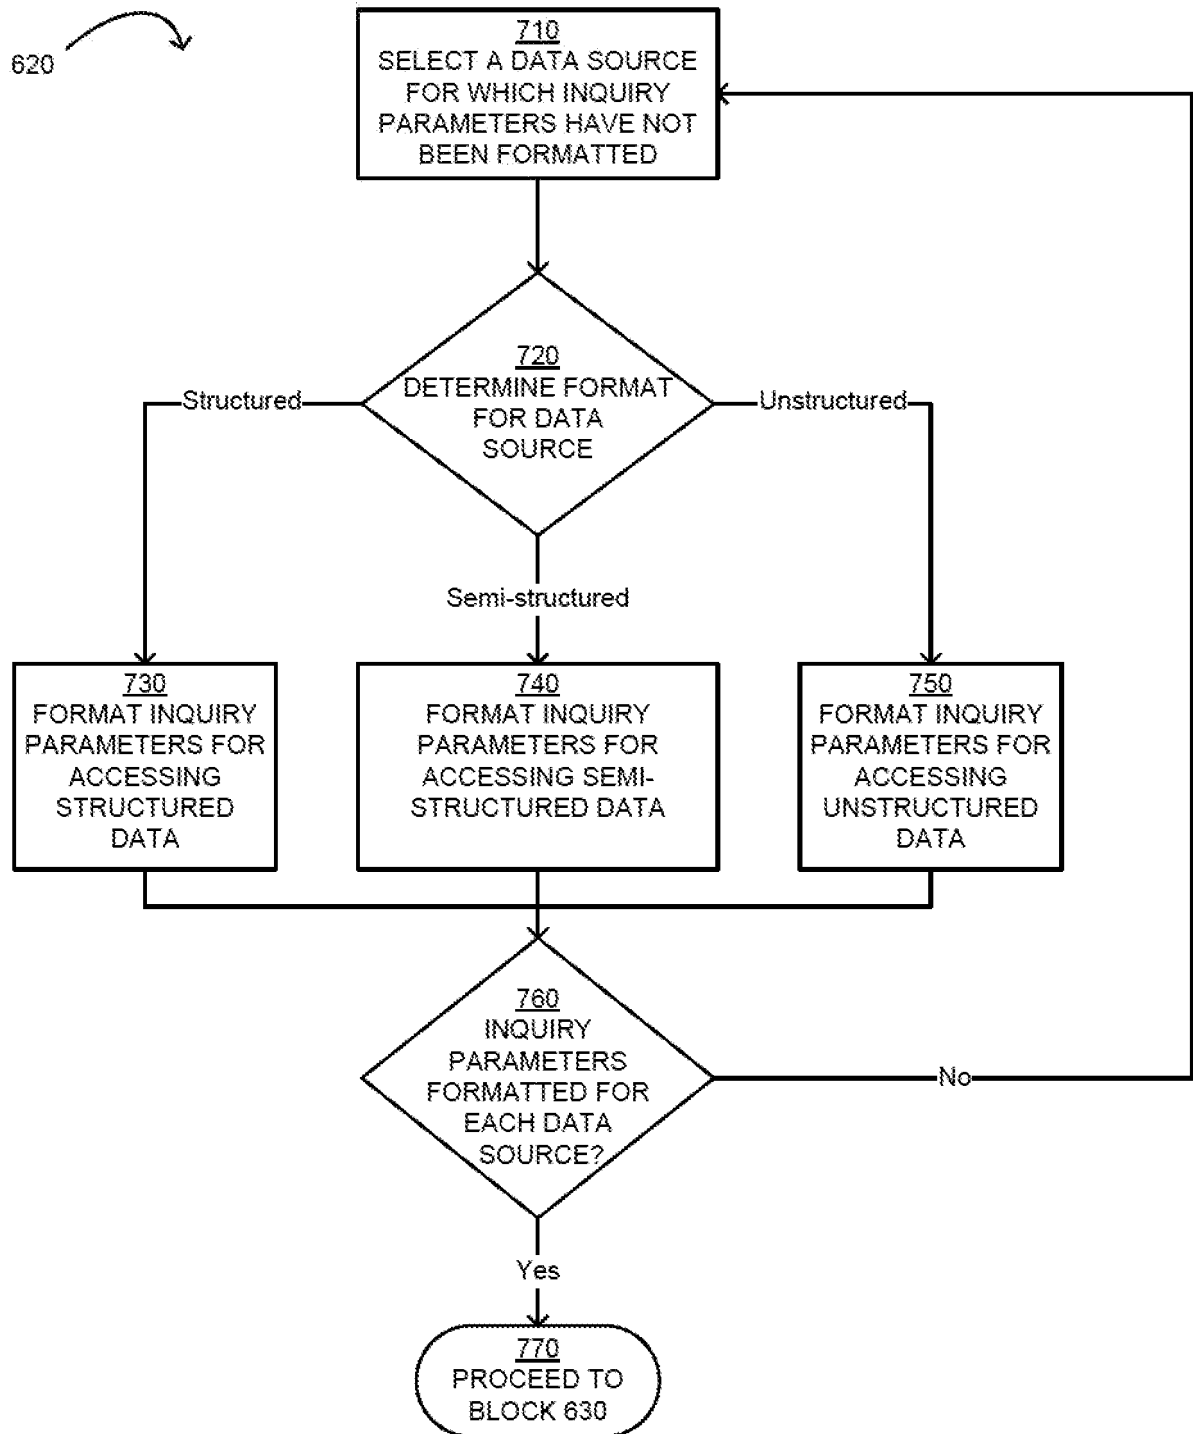 620
710
SELECT A DATA SOURCE
FOR WHICH INQUIRY
PARAMETERS HAVE NOT
BEEN FORMATTED
720
DETERMINE FORMAT
FOR DATA
SOURCE
Structured
Unstructured
Semi-structured
730
FORMAT INQUIRY
PARAMETERS FOR
ACCESSING
STRUCTURED
DATA
740
FORMAT INQUIRY
PARAMETERS FOR
ACCESSING SEMI-
STRUCTURED DATA
750
FORMAT INQUIRY
PARAMETERS FOR
ACCESSING
UNSTRUCTURED
DATA
760
INQUIRY
PARAMETERS
FORMATTED FOR
EACH DATA
SOURCE?
No
Yes
770
PROCEED TO
BLOCK 630